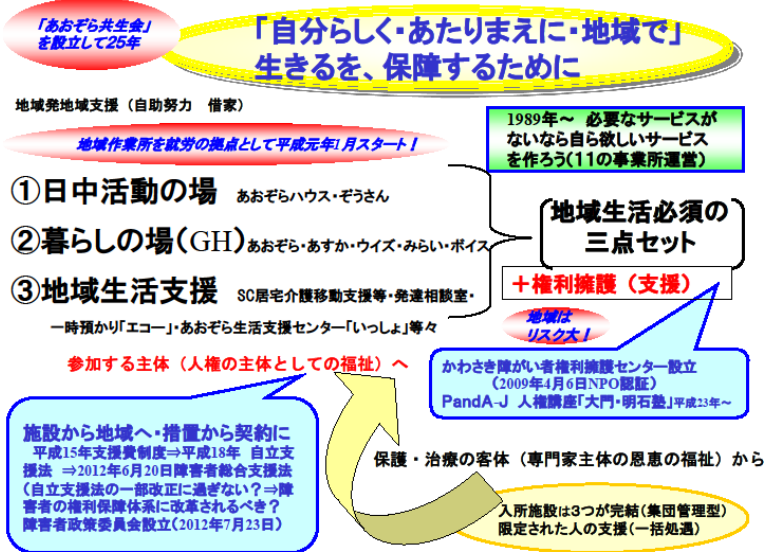 「あおぞら共生会」
を設立して25年
「自分らしく・あたりまえに・地域で」
生きるを、保障するために
地域発地域支援（自助努力　借家）
1989年～　必要なサービスが
ないなら自ら欲しいサービス
を作ろう（11の事業所運営）
地域作業所を就労の拠点として平成元年1月スタート！
①日中活動の場　あおぞらハウス・ぞうさん
②暮らしの場（GH）あおぞら・あすか・ウイズ・みらい・ボイス
③地域生活支援　SC居宅介護移動支援等・発達相談室・
一時預かり「エコー」・あおぞら生活支援センター「いっしょ」等々
地域生活必須の
三点セット
＋権利擁護（支援）
地域は
リスク大！
参加する主体（人権の主体としての福祉）へ
かわさき障がい者権利擁護センター設立
（2009年4月6日NPO認証）
PandA-J　人権講座「大門・明石塾」平成23年～
施設から地域へ・措置から契約に
平成15年支援費制度⇒平成18年　自立支
援法　⇒2012年6月20日障害者総合支援法
（自立支援法の一部改正に過ぎない？⇒障
害者の権利保障体系に改革されるべき？
障害者政策委員会設立（2012年7月23日）
保護・治療の客体（専門家主体の恩恵の福祉）から
入所施設は3つが完結（集団管理型）
限定された人の支援（一括処遇）